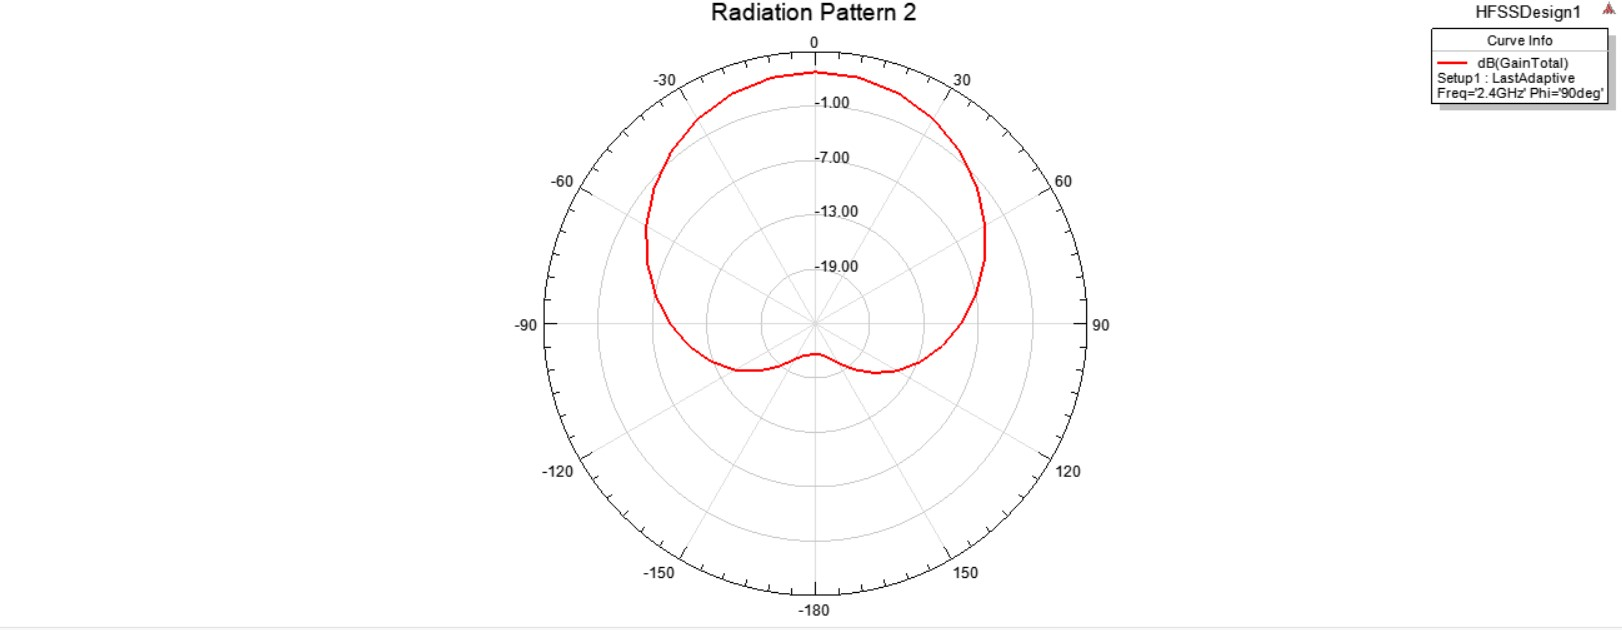 Radiation Pattern 2
HFSSDesign1
Curve Info
dB(GainTotal)
Setup1 : LastAdaptive
Freq='2.4GHz' Phi='90deg'
0
-30
30
-1.00
-7.00
-60
60
-13.00
-19.00
-90
90
-120
120
-150
150
-180